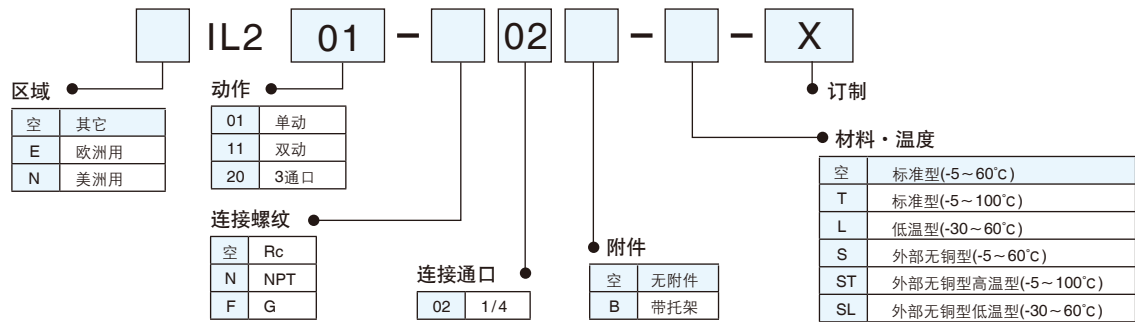 IL2 01 - 02 - - X
区域
空 其它
E 欧洲用
N 美洲用
动作
01 单动
11 双动
20 3通口
连接螺纹
空 Rc
N NPT
F G
连接通口
02 1/4
附件
空 无附件
B 带托架
订制
材料・温度
空 标准型(-5～60℃)
T 标准型(-5～100℃)
L 低温型(-30～60℃)
S 外部无铜型(-5～60℃)
ST 外部无铜型高温型(-5～100℃)
SL 外部无铜型低温型(-30～60℃)